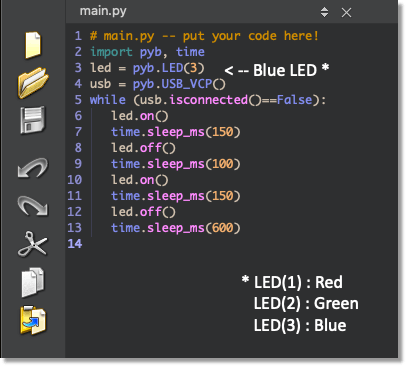 main.py
1 # main.py -- put your code here!
2 import pyb, time
3 led = pyb.LED(3) < -- Blue LED *
4 usb = pyb.USB_VCP()
5 while (usb.isconnected()==False):
6 led.on()
7 time.sleep_ms(150)
8 led.off()
9 time.sleep_ms(100)
10 led.on()
11 time.sleep_ms(150)
12 led.off()
13 time.sleep_ms(600)
14
* LED(1) : Red
LED(2) : Green
LED(3) : Blue